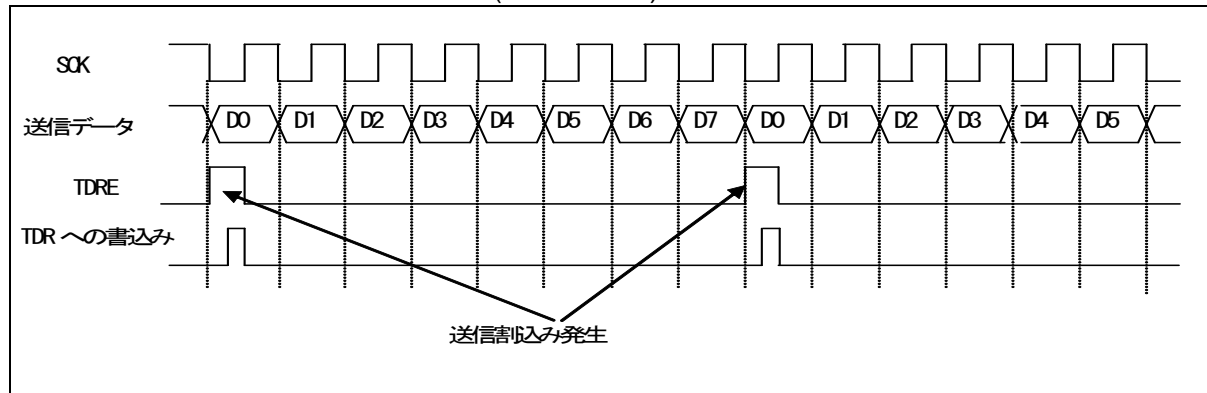 SCK
送信データ D0 D1 D2 D3 D4 D5 D6 D7 D0 D1 D2 D3 D4 D5
TDRE
TDR への書込み
送信割込み発生